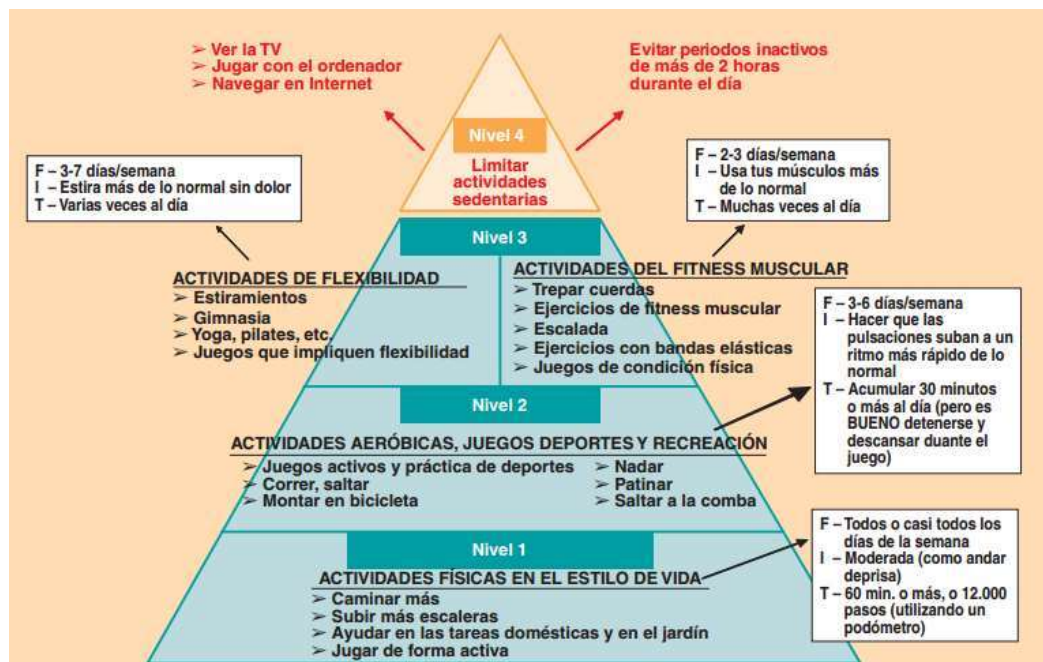 ➢ Ver la TV
➢ Jugar con el ordenador
➢ Navegar en Internet
Evitar periodos inactivos
de más de 2 horas
durante el día
Nivel 4
Limitar
actividades
sedentarias
F – 3-7 días/semana
I – Estira más de lo normal sin dolor
T – Varias veces al día
F – 2-3 días/semana
I – Usa tus músculos más
de lo normal
T – Muchas veces al día
Nivel 3
ACTIVIDADES DE FLEXIBILIDAD
➢ Estiramientos
➢ Gimnasia
➢ Yoga, pilates, etc.
➢ Juegos que impliquen flexibilidad
ACTIVIDADES DEL FITNESS MUSCULAR
➢ Trepar cuerdas
➢ Ejercicios de fitness muscular
➢ Escalada
➢ Ejercicios con bandas elásticas
➢ Juegos de condición física
F – 3-6 días/semana
I – Hacer que las
pulsaciones suban a un
ritmo más rápido de lo
normal
T – Acumular 30 minutos
o más al día (pero es
BUENO detenerse y
descansar duante el
juego)
Nivel 2
ACTIVIDADES AERÓBICAS, JUEGOS DEPORTES Y RECREACIÓN
➢ Juegos activos y práctica de deportes
➢ Correr, saltar
➢ Montar en bicicleta
➢ Nadar
➢ Patinar
➢ Saltar a la comba
F – Todos o casi todos los
días de la semana
I – Moderada (como andar
deprisa)
T – 60 min. o más, o 12.000
pasos (utilizando un
podómetro)
Nivel 1
ACTIVIDADES FÍSICAS EN EL ESTILO DE VIDA
➢ Caminar más
➢ Subir más escaleras
➢ Ayudar en las tareas domésticas y en el jardín
➢ Jugar de forma activa